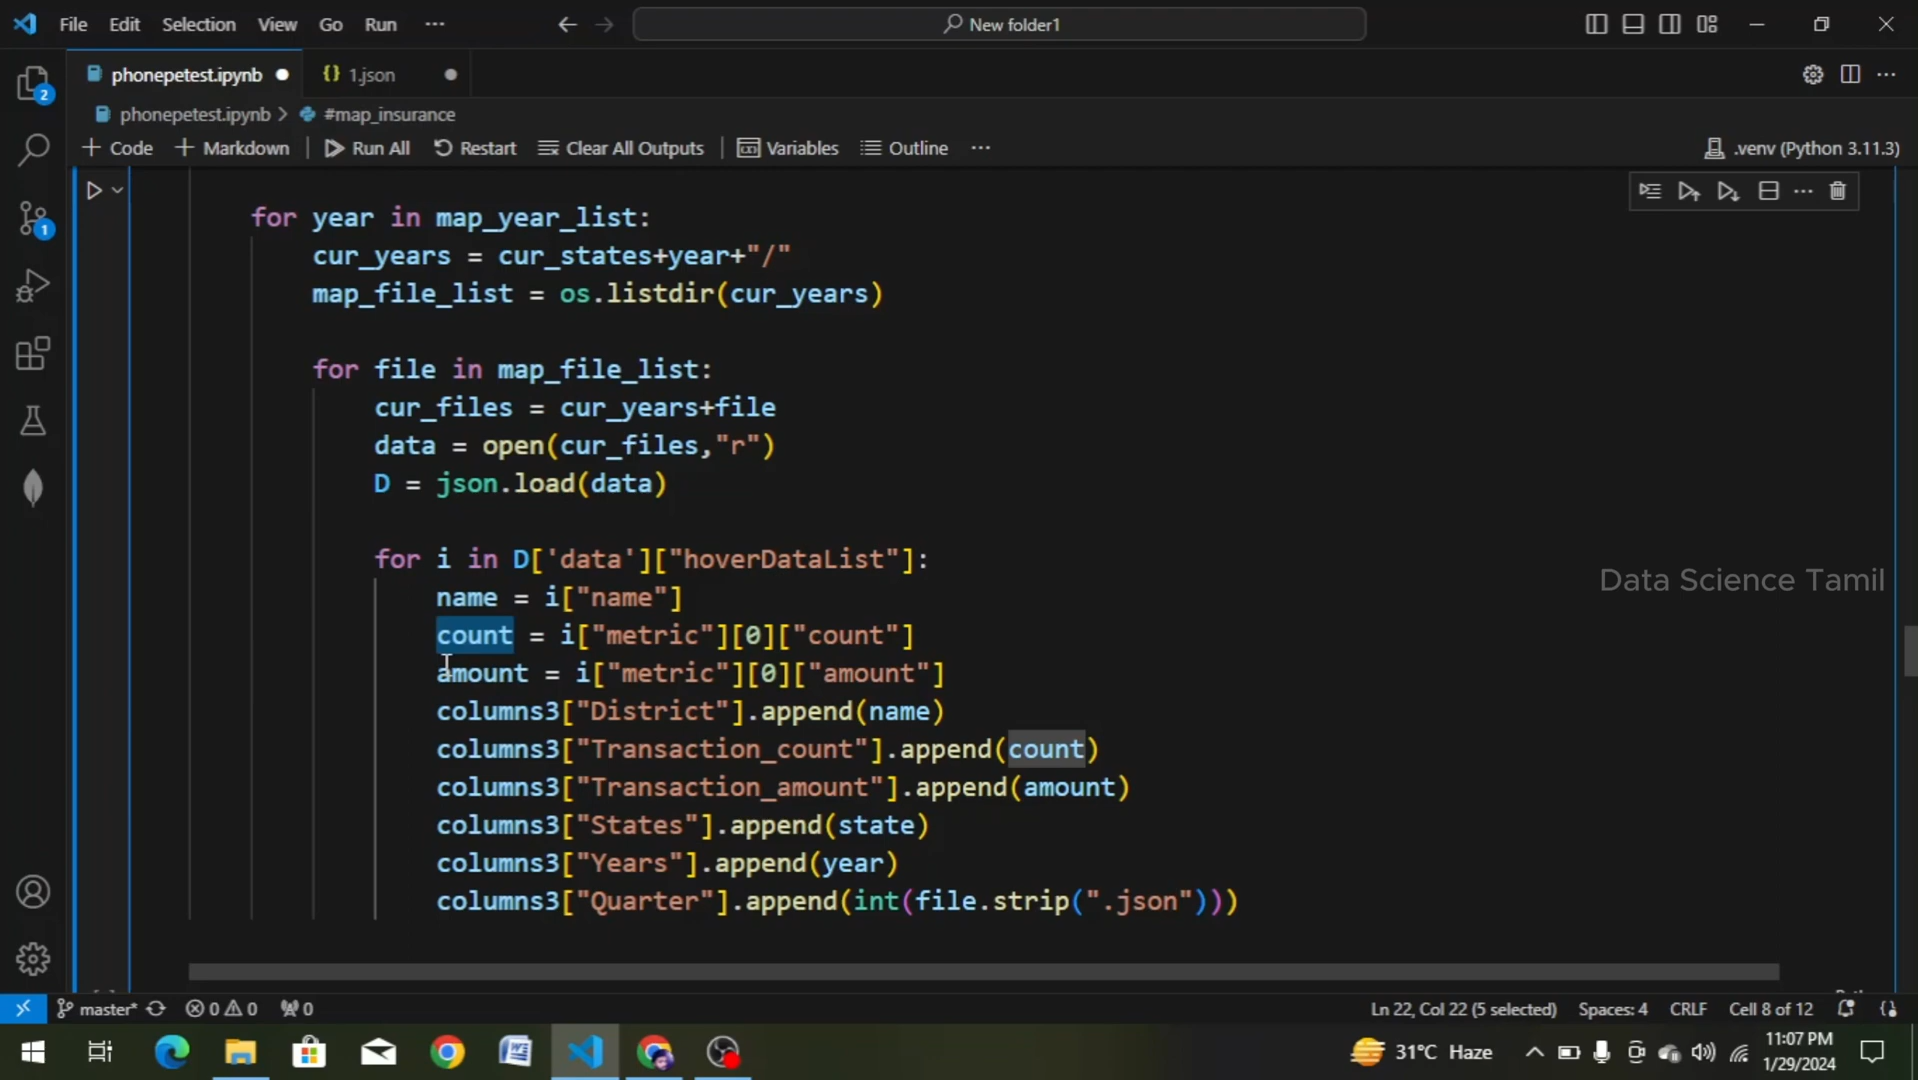 File Edit Selection View Go Run ··· New folder1
phonepetest.ipynb 1.json
phonepetest.ipynb > #map_insurance
+ Code + Markdown Run All Restart Clear All Outputs Variables Outline ··· .venv (Python 3.11.3)
for year in map_year_list:
cur_years = cur_states+year+"/"
map_file_list = os.listdir(cur_years)
for file in map_file_list:
cur_files = cur_years+file
data = open(cur_files,"r")
D = json.load(data)
for i in D['data']["hoverDataList"]:
name = i["name"]
count = i["metric"][0]["count"]
amount = i["metric"][0]["amount"]
columns3["District"].append(name)
columns3["Transaction_count"].append(count)
columns3["Transaction_amount"].append(amount)
columns3["States"].append(state)
columns3["Years"].append(year)
columns3["Quarter"].append(int(file.strip(".json")))
Data Science Tamil
2
1
master* 0 0 0 Ln 22, Col 22 (5 selected) Spaces: 4 CRLF Cell 8 of 12
31°C Haze 11:07 PM
1/29/2024